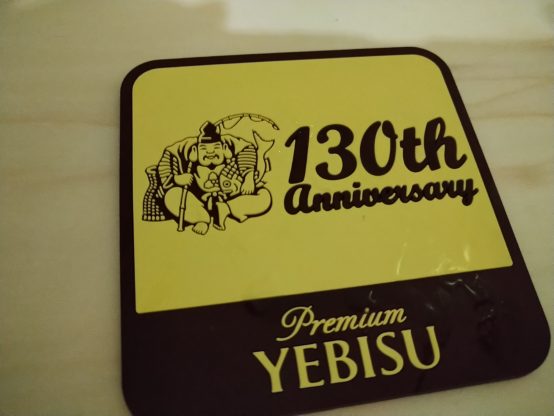 130th
Anniversary
Premium
YEBISU